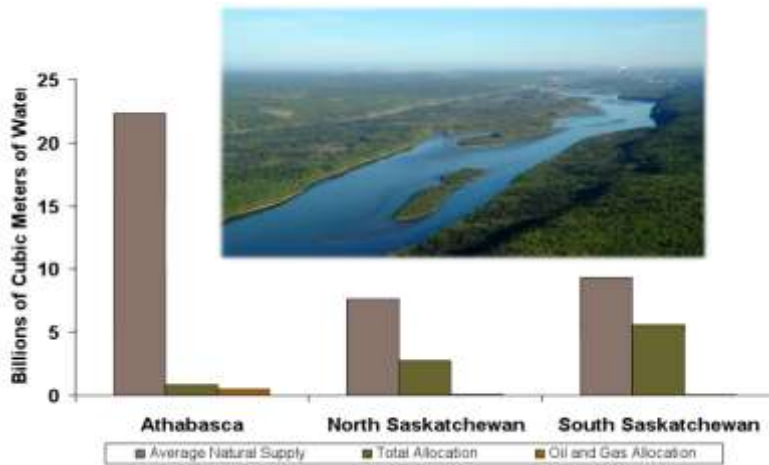 Billions of Cubic Meters of Water
25
20
15
10
5
0
Athabasca North Saskatchewan South Saskatchewan
Average Natural Supply Total Allocation Oil and Gas Allocation